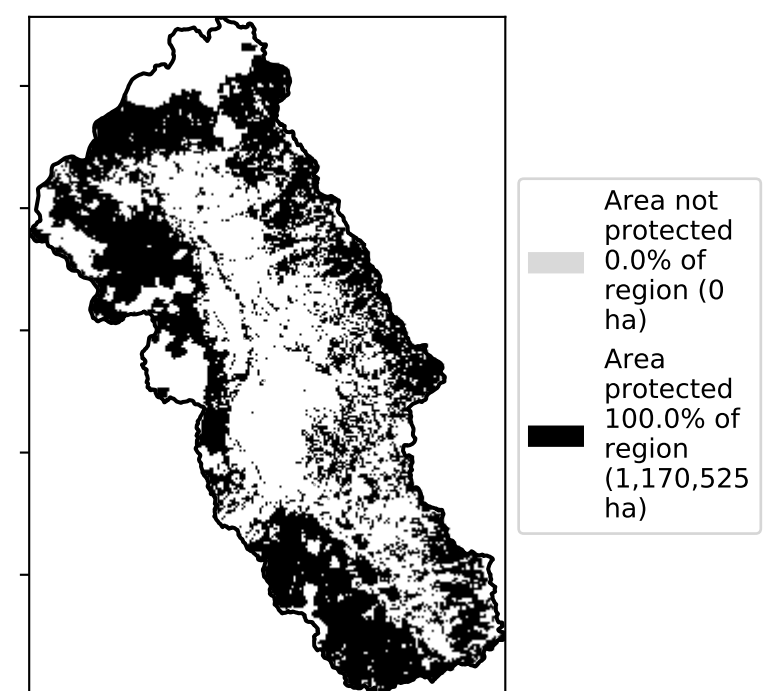 Area not
protected
0.0% of
region (0
ha)
Area
protected
100.0% of
region
(1,170,525
ha)